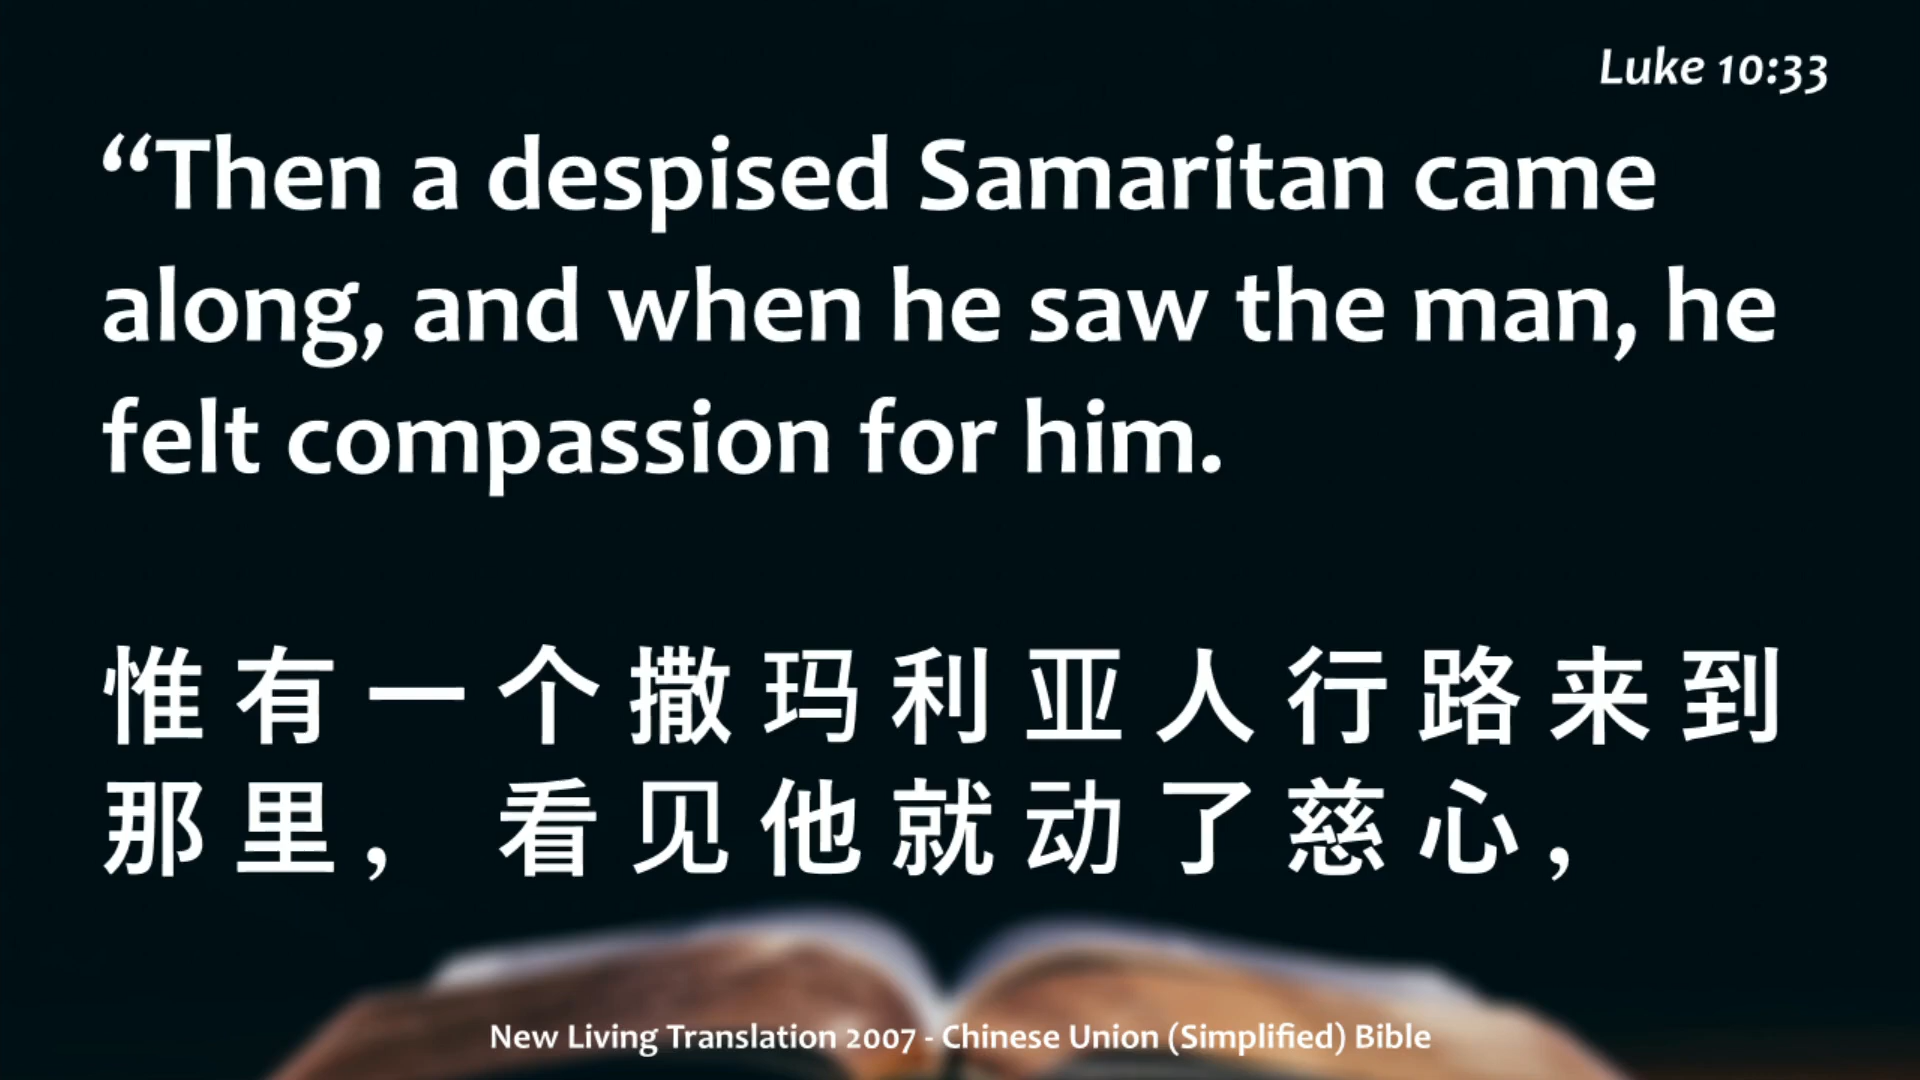 Luke 10:33
“Then a despised Samaritan came
along, and when he saw the man, he
felt compassion for him.
惟有一个撒玛利亚人行路来到
那里，看见他就动了慈心，
New Living Translation 2007 - Chinese Union (Simplified) Bible